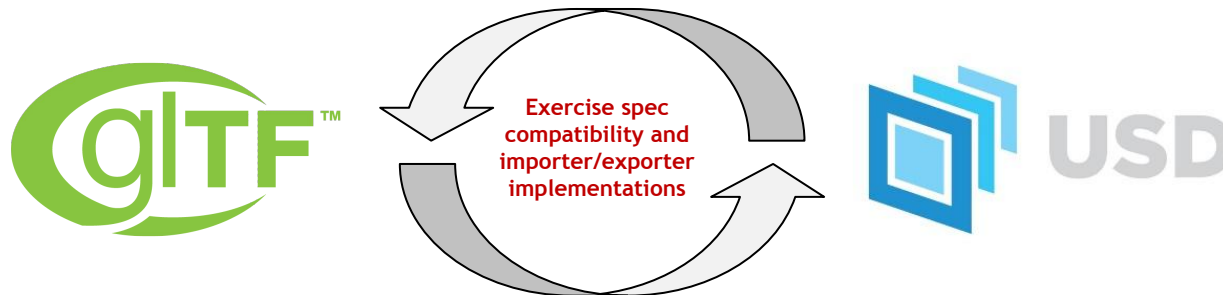 glTF™
Exercise spec
compatibility and
importer/exporter
implementations
USD